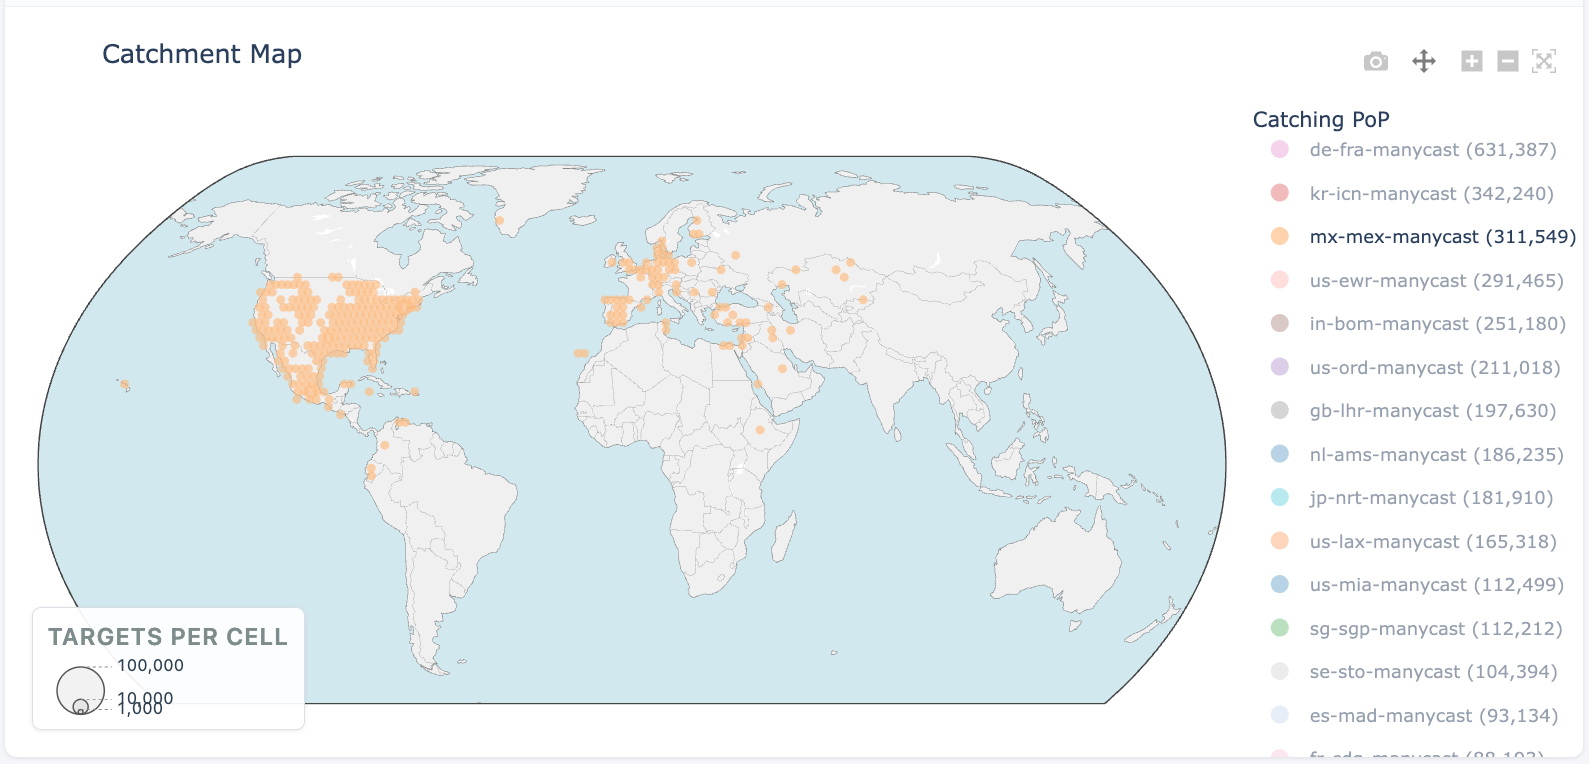 Catchment Map
Catching PoP
de-fra-manycast (631,387)
kr-icn-manycast (342,240)
mx-mex-manycast (311,549)
us-ewr-manycast (291,465)
in-bom-manycast (251,180)
us-ord-manycast (211,018)
gb-lhr-manycast (197,630)
nl-ams-manycast (186,235)
jp-nrt-manycast (181,910)
us-lax-manycast (165,318)
us-mia-manycast (112,499)
sg-sgp-manycast (112,212)
se-sto-manycast (104,394)
es-mad-manycast (93,134)
TARGETS PER CELL
100,000
10,000
1,000